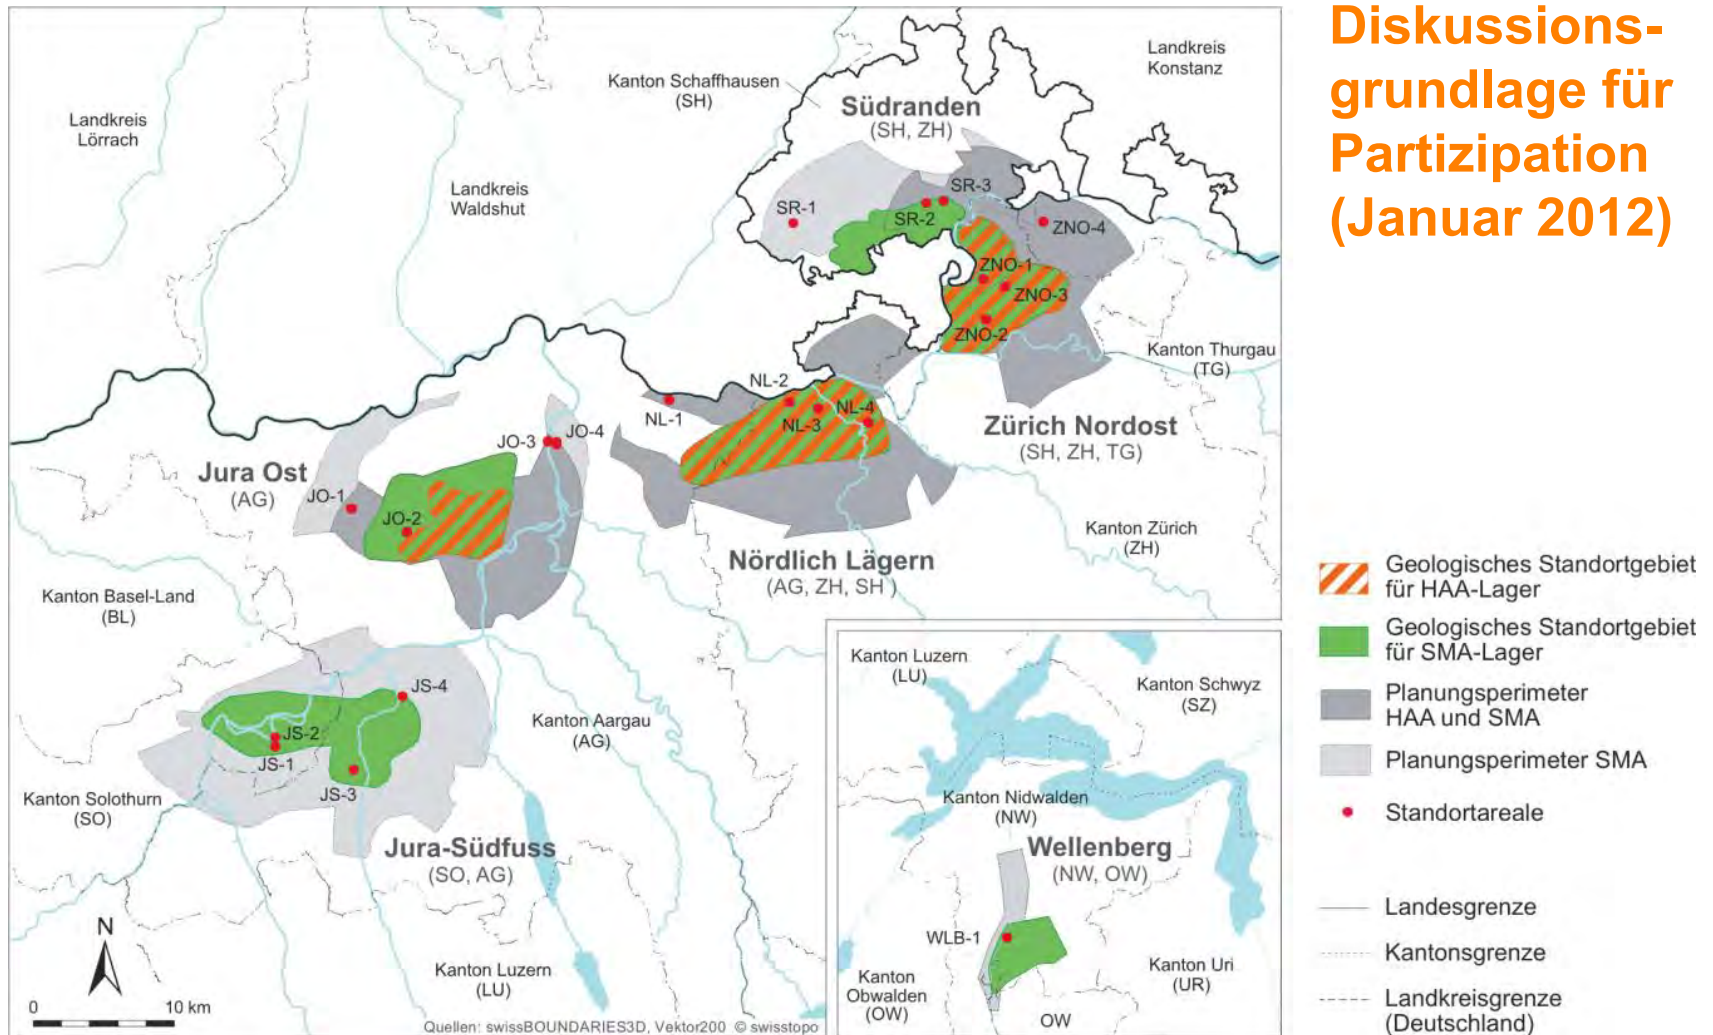 Diskussions-
grundlage für
Partizipation
(Januar 2012)
Landkreis
Konstanz
Kanton Schaffhausen
(SH)
Südranden
(SH, ZH)
Landkreis
Lörrach
Landkreis
Waldshut
SR-1
SR-2
SR-3
ZNO-4
ZNO-1
ZNO-3
ZNO-2
Kanton Thurgau
(TG)
NL-2
NL-1
NL-3
NL-4
Zürich Nordost
(SH, ZH, TG)
JO-3
JO-4
Jura Ost
(AG)
JO-1
JO-2
Kanton Zürich
(ZH)
Nördlich Lägern
(AG, ZH, SH )
Kanton Basel-Land
(BL)
JS-4
JS-2
JS-1
JS-3
Kanton Aargau
(AG)
Kanton Solothurn
(SO)
Jura-Südfuss
(SO, AG)
Kanton Luzern
(LU)
N
0 10 km
Quellen: swissBOUNDARIES3D, Vektor200 © swisstopo
Kanton Luzern
(LU)
Kanton Schwyz
(SZ)
Kanton Nidwalden
(NW)
Wellenberg
(NW, OW)
WLB-1
Kanton
Obwalden
(OW)
OW
Kanton Uri
(UR)
Geologisches Standortgebiet
für HAA-Lager
Geologisches Standortgebiet
für SMA-Lager
Planungsperimeter
HAA und SMA
Planungsperimeter SMA
Standortareale
Landesgrenze
Kantonsgrenze
Landkreisgrenze
(Deutschland)